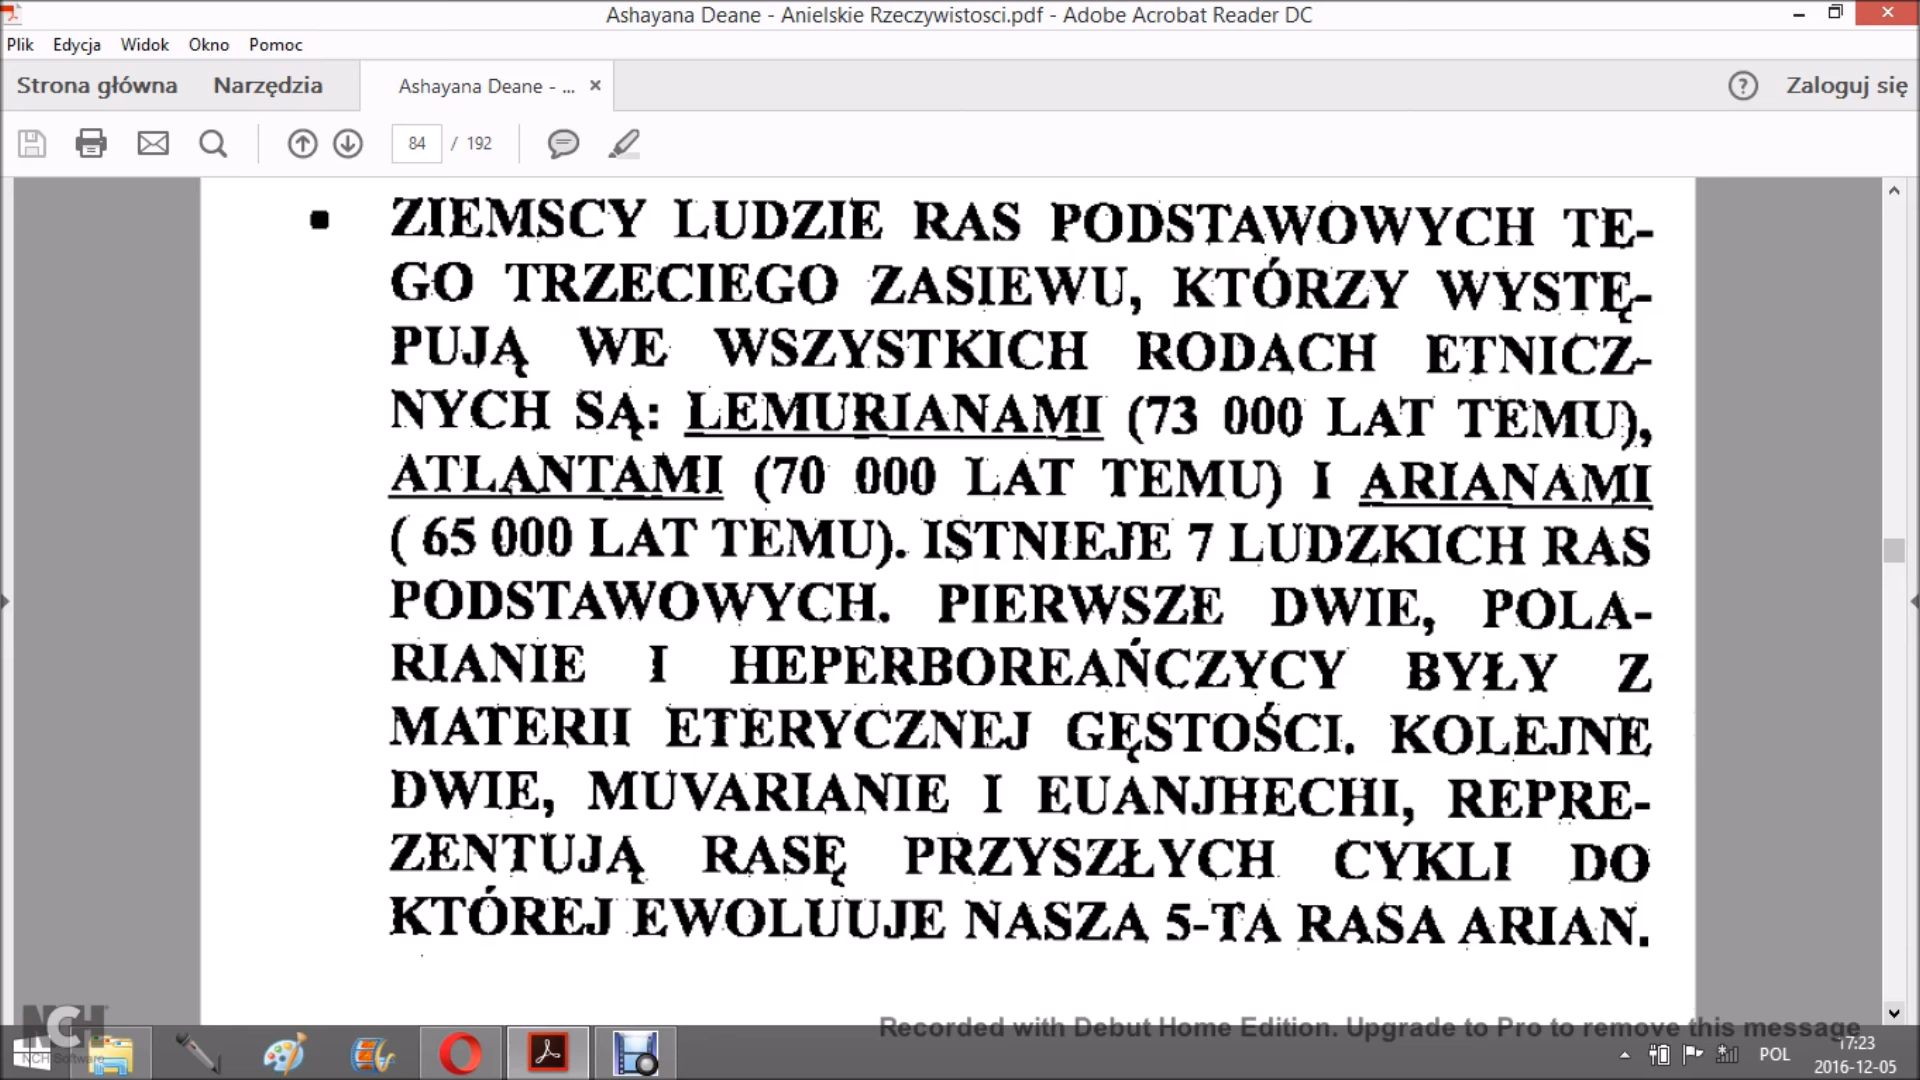 Ashayana Deane - Anielskie Rzeczywistosci.pdf - Adobe Acrobat Reader DC
Plik Edycja Widok Okno Pomoc
Strona główna Narzędzia Ashayana Deane - ... × Zaloguj się
84 / 192
▪ ZIEMSCY LUDZIE RAS PODSTAWOWYCH TE-
GO TRZECIEGO ZASIEWU, KTÓRZY WYSTĘ-
PUJĄ WE WSZYSTKICH RODACH ETNICZ-
NYCH SĄ: LEMURIANAMI (73 000 LAT TEMU),
ATLANTAMI (70 000 LAT TEMU) I ARIANAMI
( 65 000 LAT TEMU). ISTNIEJE 7 LUDZKICH RAS
PODSTAWOWYCH. PIERWSZE DWIE, POLA-
RIANIE I HEPERBOREAŃCZYCY BYŁY Z
MATERII ETERYCZNEJ GĘSTOŚCI. KOLEJNE
DWIE, MUVARIANIE I EUANJHECHI, REPRE-
ZENTUJĄ RASĘ PRZYSZŁYCH CYKLI DO
KTÓREJ EWOLUUJE NASZA 5-TA RASA ARIAN.
Recorded with Debut Home Edition. Upgrade to Pro to remove this message
NCH
NCH Software
POL
17:23
2016-12-05